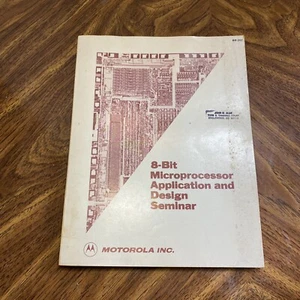 8-Bit
Microprocessor
Application and
Design
Seminar
MOTOROLA INC.